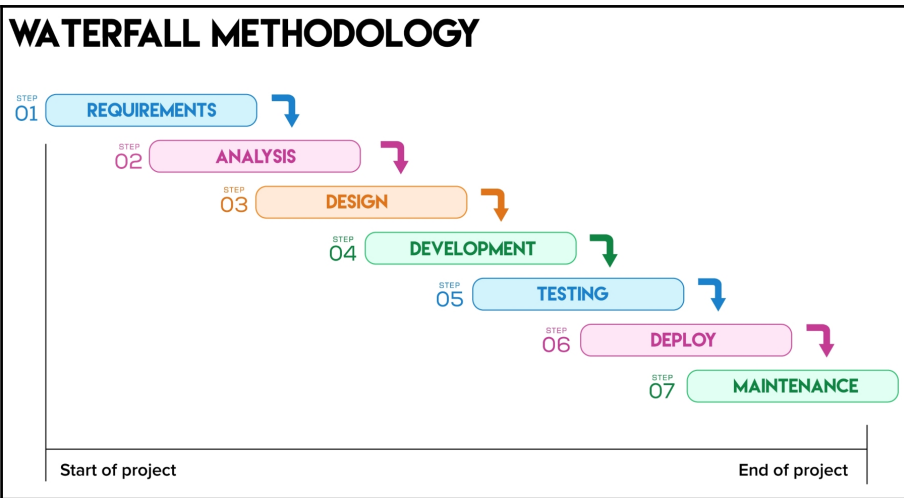 WATERFALL METHODOLOGY
STEP
01
REQUIREMENTS
STEP
02
ANALYSIS
STEP
03
DESIGN
STEP
04
DEVELOPMENT
STEP
05
TESTING
STEP
06
DEPLOY
STEP
07
MAINTENANCE
Start of project
End of project